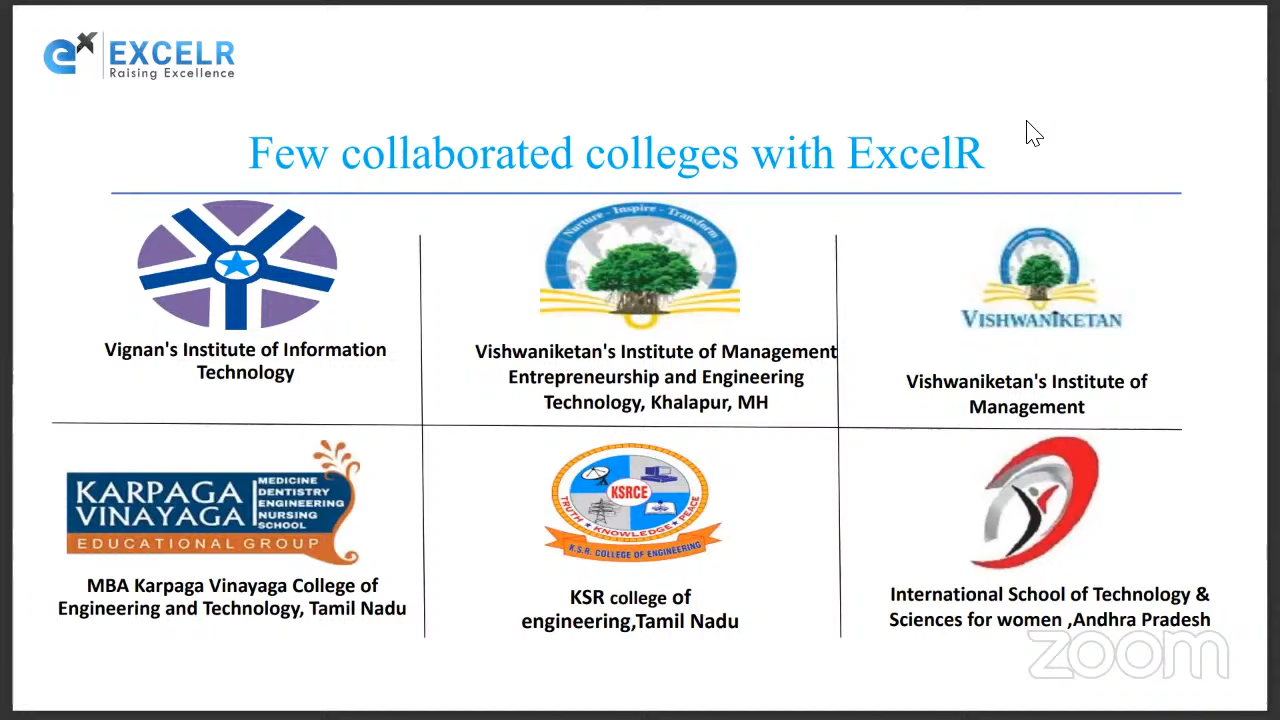 EXCELR
Raising Excellence
Few collaborated colleges with ExcelR
Nurture - Inspire - Transform
Vignan's Institute of Information
Technology
Vishwaniketan's Institute of Management
Entrepreneurship and Engineering
Technology, Khalapur, MH
VISHWANIKETAN
Vishwaniketan's Institute of
Management
KARPAGA
VINAYAGA
MEDICINE
DENTISTRY
ENGINEERING
NURSING
SCHOOL
EDUCATIONAL GROUP
MBA Karpaga Vinayaga College of
Engineering and Technology, Tamil Nadu
KSRCE
TRUTH • KNOWLEDGE • PEACE
K.S.R. COLLEGE OF ENGINEERING
KSR college of
engineering,Tamil Nadu
International School of Technology &
Sciences for women ,Andhra Pradesh
zoom